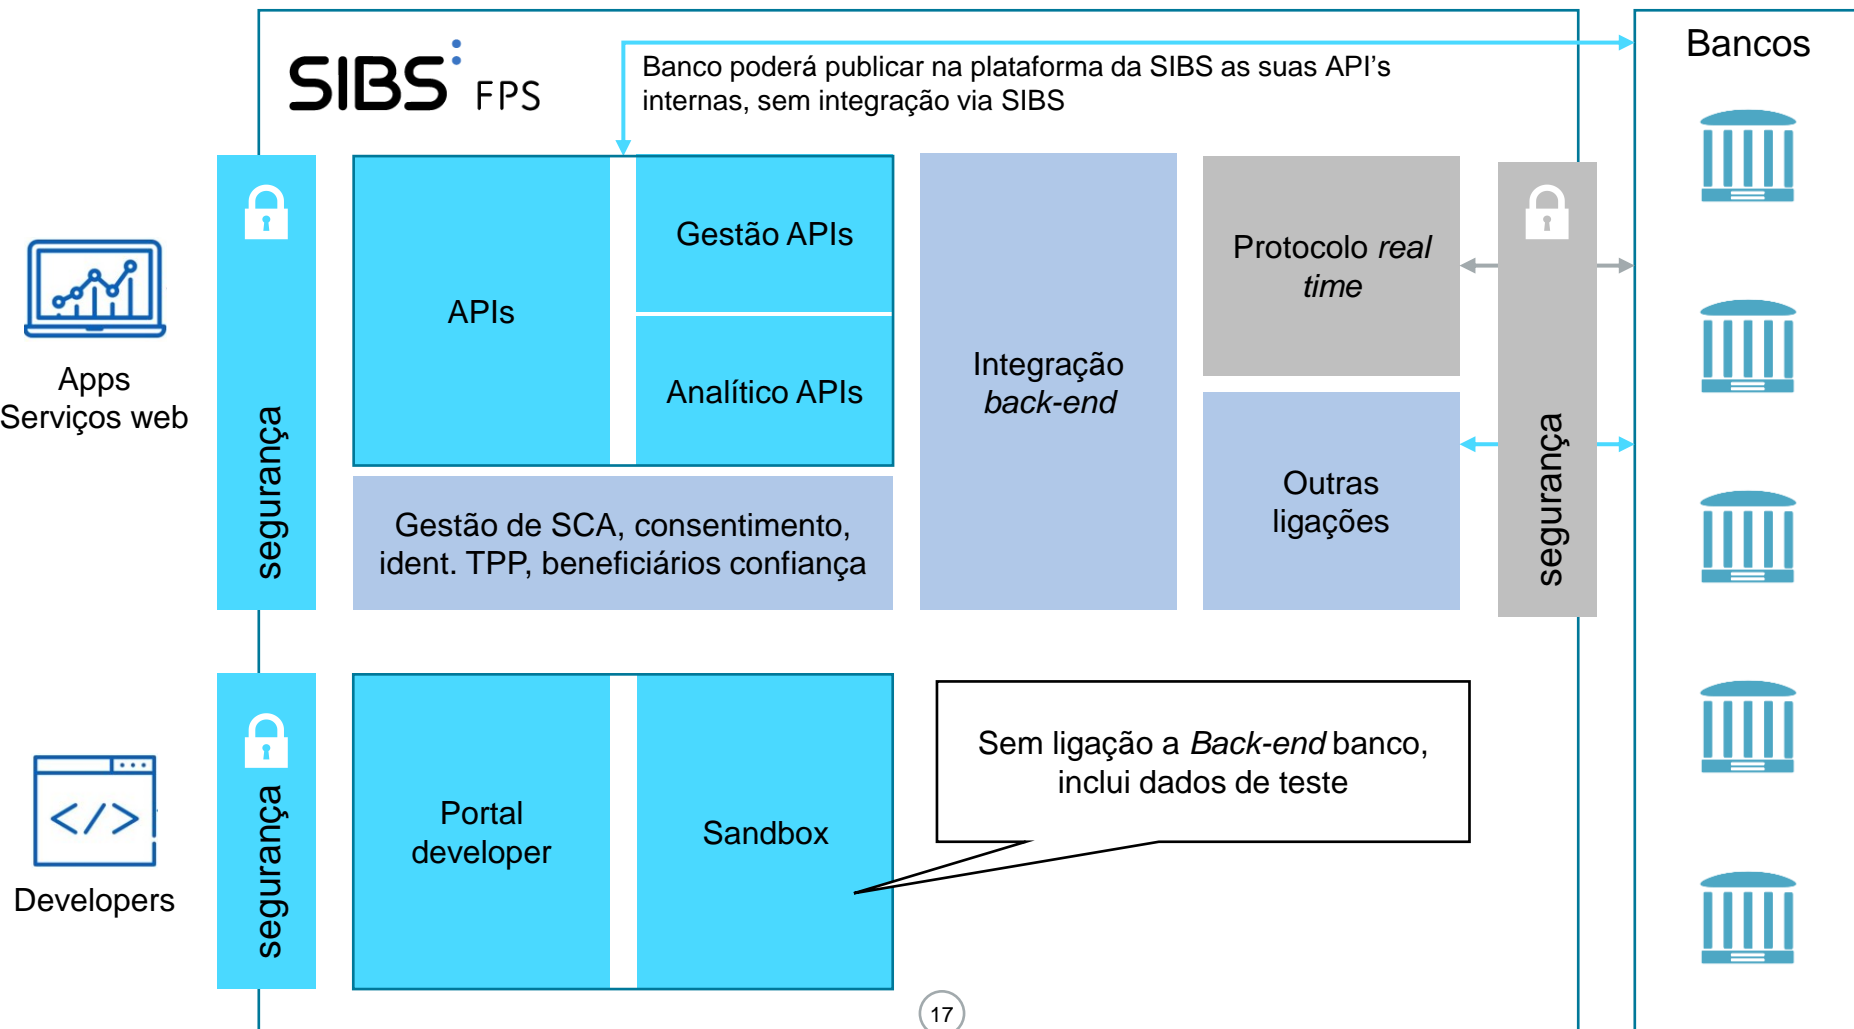 SIBS FPS
Banco poderá publicar na plataforma da SIBS as suas API's
internas, sem integração via SIBS
Bancos
Apps
Serviços web
segurança
APIs
Gestão APIs
Analítico APIs
Gestão de SCA, consentimento,
ident. TPP, beneficiários confiança
Integração
back-end
Protocolo real
time
Outras
ligações
segurança
Developers
</>
segurança
Portal
developer
Sandbox
Sem ligação a Back-end banco,
inclui dados de teste
17